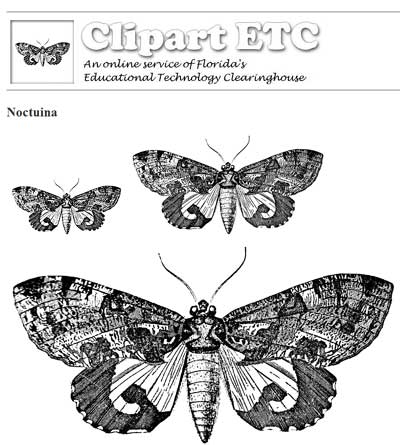 Clipart ETC
An online service of Florida's
Educational Technology Clearinghouse
Noctuina